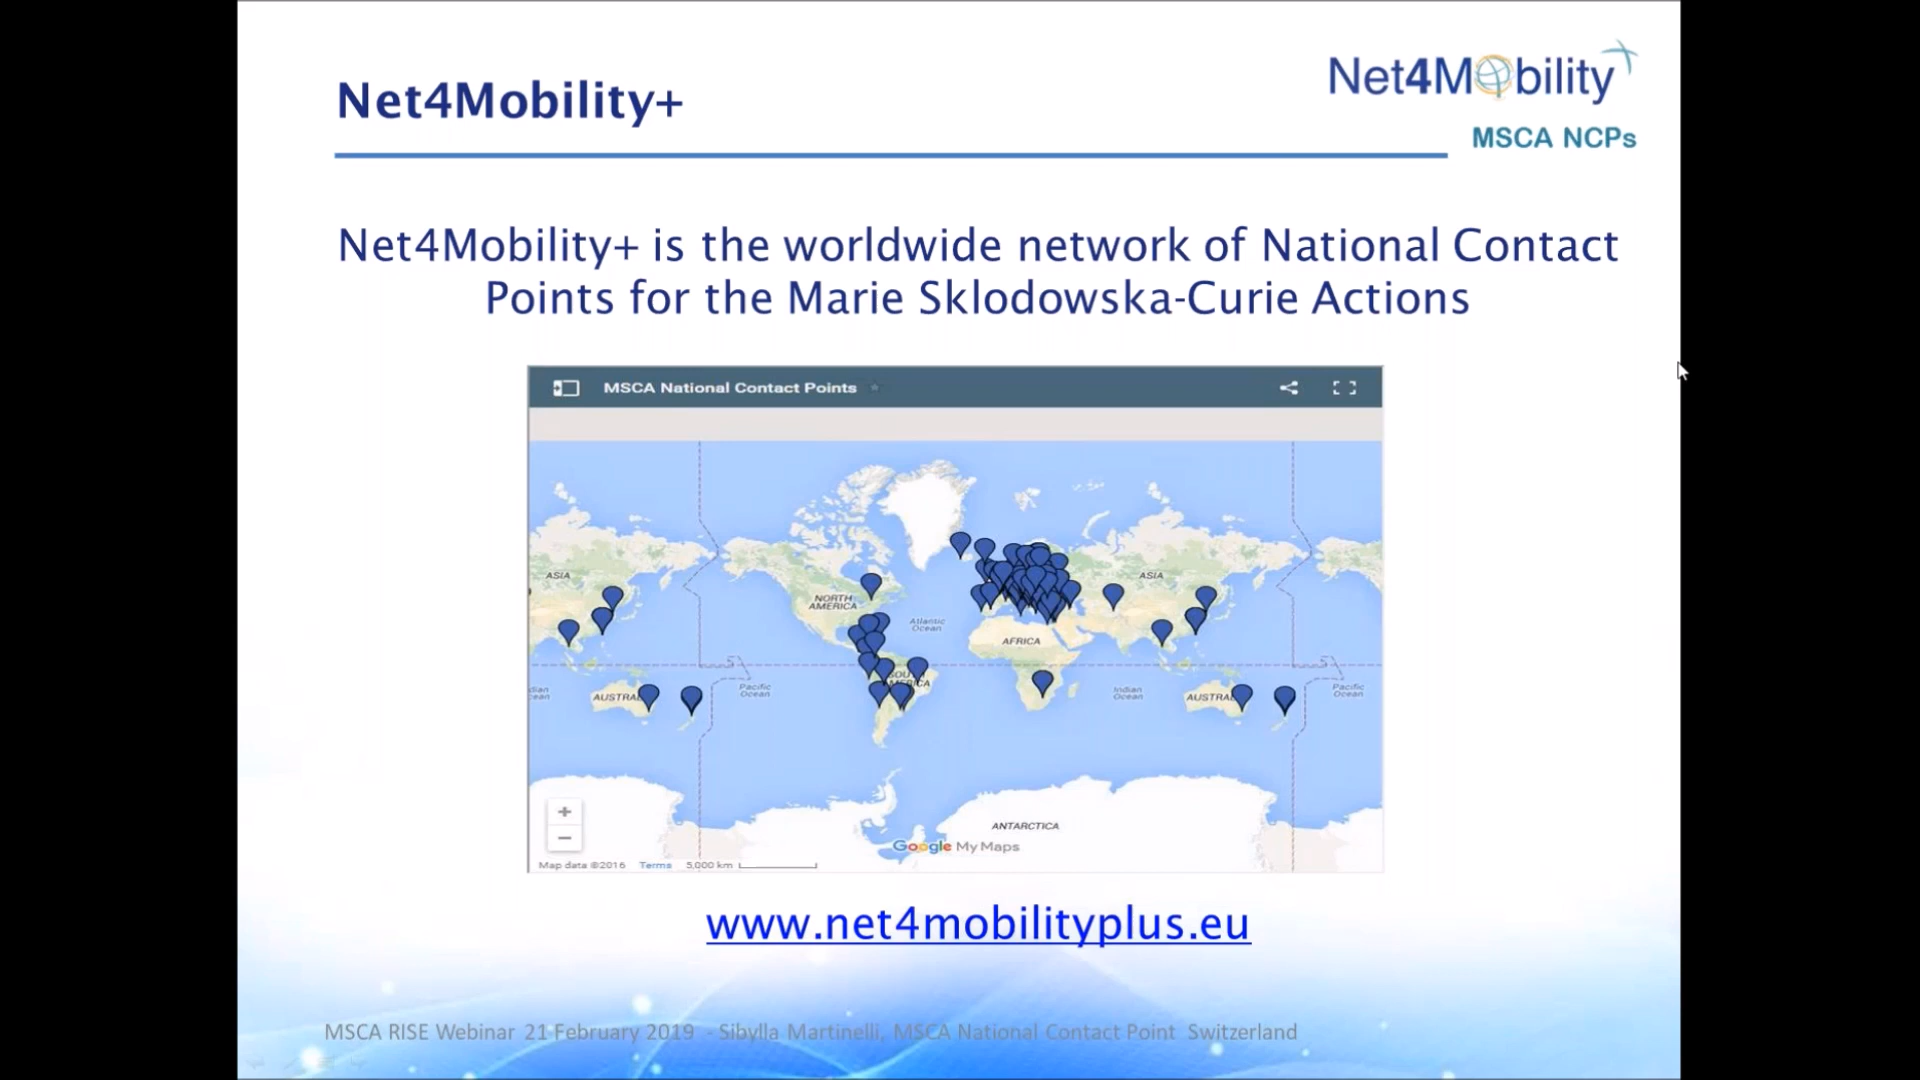 Net4Mobility+
Net4Mobility+
MSCA NCPs
Net4Mobility+ is the worldwide network of National Contact
Points for the Marie Sklodowska-Curie Actions
MSCA National Contact Points
ASIA
NORTH
AMERICA
Atlantic
Ocean
ASIA
AFRICA
SOUTH
AMERICA
Pacific
Ocean
Indian
Ocean
Pacific
Ocean
ANTARCTICA
+
−
Google My Maps
Map data ©2016 Terms 5,000 km
www.net4mobilityplus.eu
MSCA RISE Webinar 21 February 2019 - Sibylla Martinelli, MSCA National Contact Point Switzerland